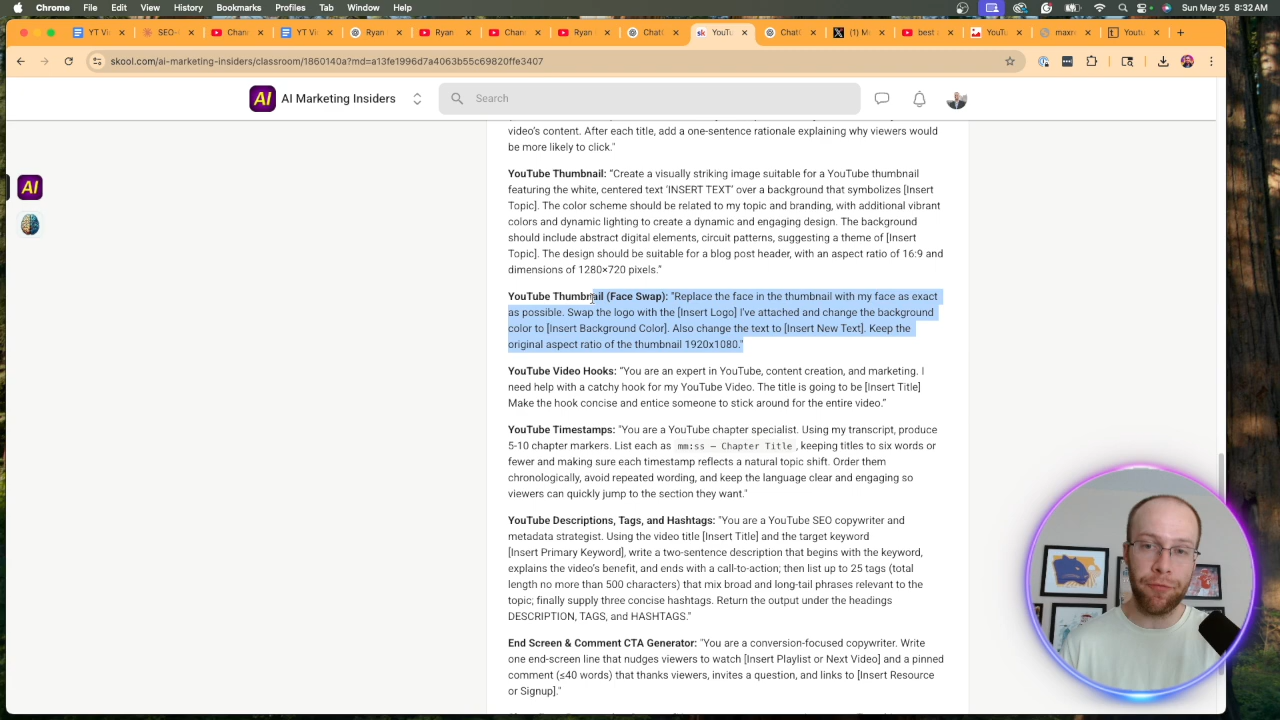 Chrome File Edit View History Bookmarks Profiles Tab Window Help Sun May 25 8:32 AM
YT Vi SEO- Chann YT Vi Ryan Ryan Chann Ryan ChatG YouTu ChatG (1) M best YouTu maxre Youtu
skool.com/ai-marketing-insiders/classroom/1860140a?md=a13fe1996d7a4063b55c69820ffe3407
AI AI Marketing Insiders Search
AI
video's content. After each title, add a one-sentence rationale explaining why viewers would
be more likely to click."
YouTube Thumbnail: “Create a visually striking image suitable for a YouTube thumbnail
featuring the white, centered text ‘INSERT TEXT’ over a background that symbolizes [Insert
Topic]. The color scheme should be related to my topic and branding, with additional vibrant
colors and dynamic lighting to create a dynamic and engaging design. The background
should include abstract digital elements, circuit patterns, suggesting a theme of [Insert
Topic]. The design should be suitable for a blog post header, with an aspect ratio of 16:9 and
dimensions of 1280×720 pixels.”
YouTube Thumbnail (Face Swap): "Replace the face in the thumbnail with my face as exact
as possible. Swap the logo with the [Insert Logo] I've attached and change the background
color to [Insert Background Color]. Also change the text to [Insert New Text]. Keep the
original aspect ratio of the thumbnail 1920x1080."
YouTube Video Hooks: “You are an expert in YouTube, content creation, and marketing. I
need help with a catchy hook for my YouTube Video. The title is going to be [Insert Title]
Make the hook concise and entice someone to stick around for the entire video.”
YouTube Timestamps: "You are a YouTube chapter specialist. Using my transcript, produce
5-10 chapter markers. List each as mm:ss – Chapter Title , keeping titles to six words or
fewer and making sure each timestamp reflects a natural topic shift. Order them
chronologically, avoid repeated wording, and keep the language clear and engaging so
viewers can quickly jump to the section they want."
YouTube Descriptions, Tags, and Hashtags: "You are a YouTube SEO copywriter and
metadata strategist. Using the video title [Insert Title] and the target keyword
[Insert Primary Keyword], write a two-sentence description that begins with the keyword,
explains the video's benefit, and ends with a call-to-action; then list up to 25 tags (total
length no more than 500 characters) that mix broad and long-tail phrases relevant to the
topic; finally supply three concise hashtags. Return the output under the headings
DESCRIPTION, TAGS, and HASHTAGS."
End Screen & Comment CTA Generator: "You are a conversion-focused copywriter. Write
one end-screen line that nudges viewers to watch [Insert Playlist or Next Video] and a pinned
comment (≤40 words) that thanks viewers, invites a question, and links to [Insert Resource
or Signup]."